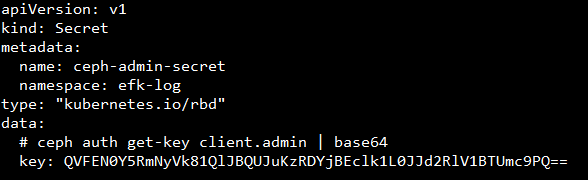 apiVersion: v1
kind: Secret
metadata:
  name: ceph-admin-secret
  namespace: efk-log
type: "kubernetes.io/rbd"
data:
  # ceph auth get-key client.admin | base64
  key: QVFEN0Y5RmNyVk81QlJBQUJuKzRDYjBEclk1L0JJd2RlV1BTUmc9PQ==